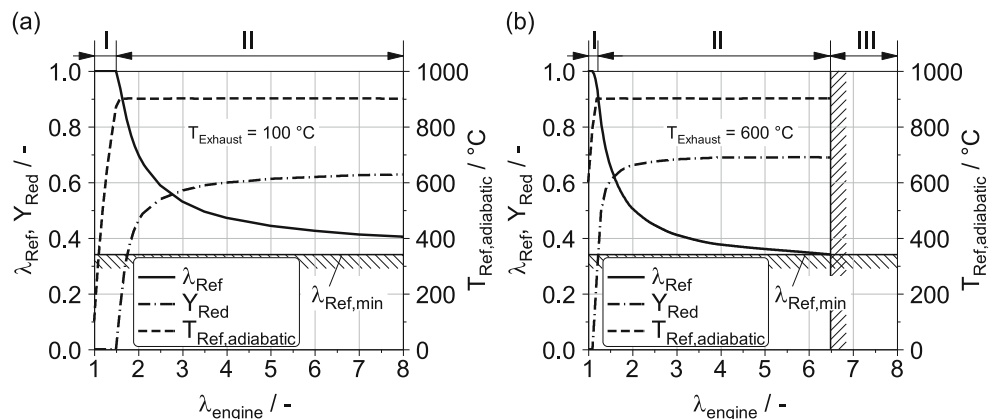 (a)
I II
1.0
0.8
0.6
0.4
0.2
0.0
λRef, YRed / -
1000
800
600
400
200
0
TRef,adiabatic / °C
TExhaust = 100 °C
λRef
YRed
TRef,adiabatic
λRef,min
1 2 3 4 5 6 7 8
λengine / -
(b)
I II III
1.0
0.8
0.6
0.4
0.2
0.0
λRef, YRed / -
1000
800
600
400
200
0
TRef,adiabatic / °C
TExhaust = 600 °C
λRef
YRed
TRef,adiabatic
λRef,min
1 2 3 4 5 6 7 8
λengine / -